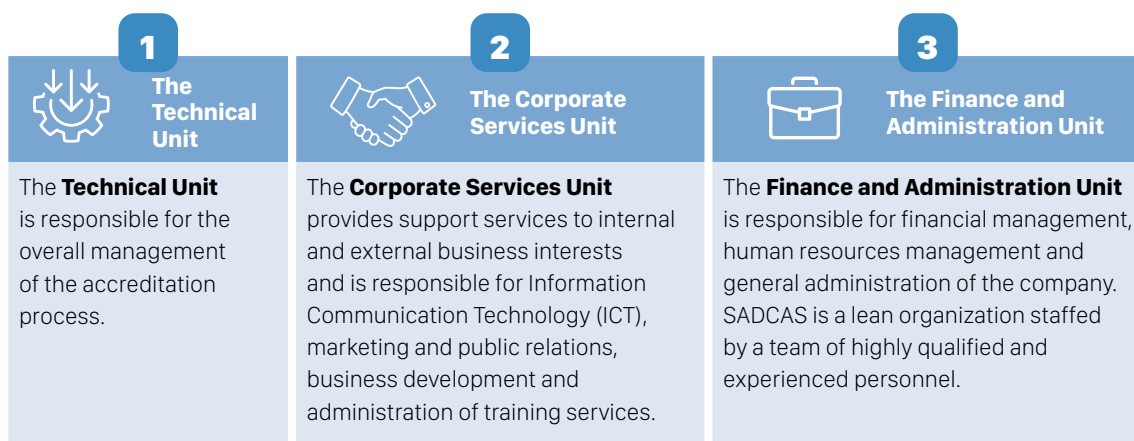 1
The
Technical
Unit
The Technical Unit
is responsible for the
overall management
of the accreditation
process.
2
The Corporate
Services Unit
The Corporate Services Unit
provides support services to internal
and external business interests
and is responsible for Information
Communication Technology (ICT),
marketing and public relations,
business development and
administration of training services.
3
The Finance and
Administration Unit
The Finance and Administration Unit
is responsible for financial management,
human resources management and
general administration of the company.
SADCAS is a lean organization staffed
by a team of highly qualified and
experienced personnel.